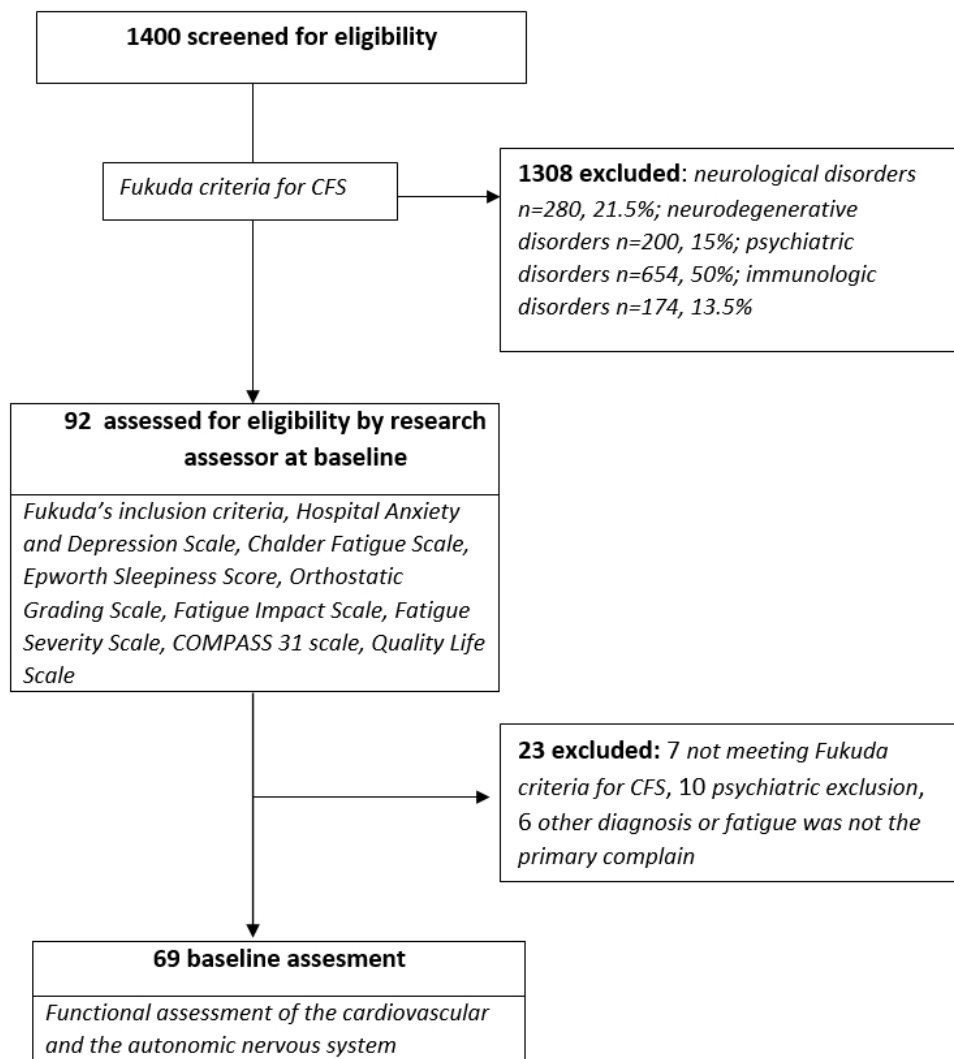 1400 screened for eligibility
Fukuda criteria for CFS
1308 excluded: neurological disorders
n=280, 21.5%; neurodegenerative
disorders n=200, 15%; psychiatric
disorders n=654, 50%; immunologic
disorders n=174, 13.5%
92 assessed for eligibility by research
assessor at baseline
Fukuda’s inclusion criteria, Hospital Anxiety
and Depression Scale, Chalder Fatigue Scale,
Epworth Sleepiness Score, Orthostatic
Grading Scale, Fatigue Impact Scale, Fatigue
Severity Scale, COMPASS 31 scale, Quality Life
Scale
23 excluded: 7 not meeting Fukuda
criteria for CFS, 10 psychiatric exclusion,
6 other diagnosis or fatigue was not the
primary complain
69 baseline assesment
Functional assessment of the cardiovascular
and the autonomic nervous system